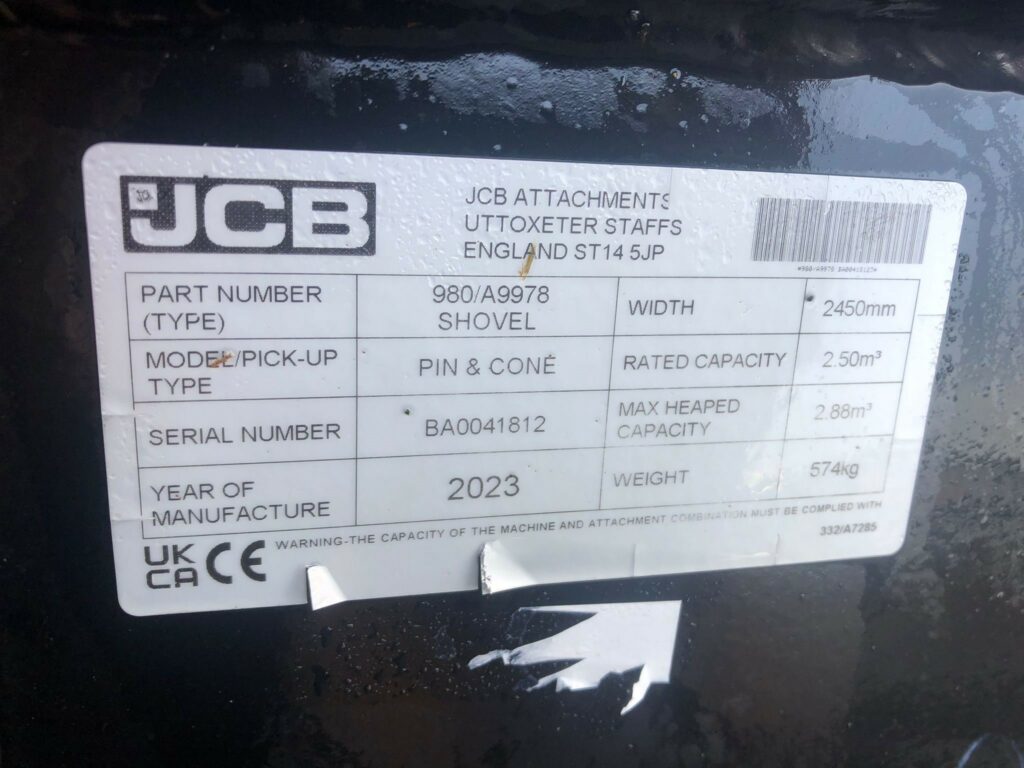 JCB
JCB ATTACHMENTS
UTTOXETER STAFFS
ENGLAND ST14 5JP
PART NUMBER
(TYPE)
980/A9978
SHOVEL
WIDTH
2450mm
MODEL/PICK-UP
TYPE
PIN & CONE
RATED CAPACITY
2.50m³
SERIAL NUMBER
BA0041812
MAX HEAPED
CAPACITY
2.88m³
YEAR OF
MANUFACTURE
2023
WEIGHT
574kg
WARNING-THE CAPACITY OF THE MACHINE AND ATTACHMENT COMBINATION MUST BE COMPLIED WITH
332/A7285
UK
CA CE